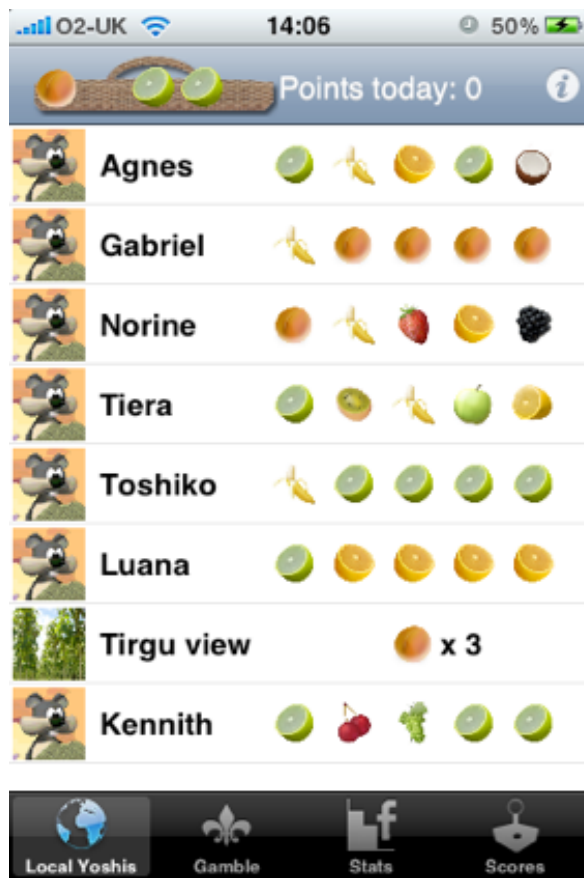 O2-UK 14:06 50%
Points today: 0
Agnes
Gabriel
Norine
Tiera
Toshiko
Luana
Tirgu view x 3
Kennith
Local Yoshis Gamble Stats Scores